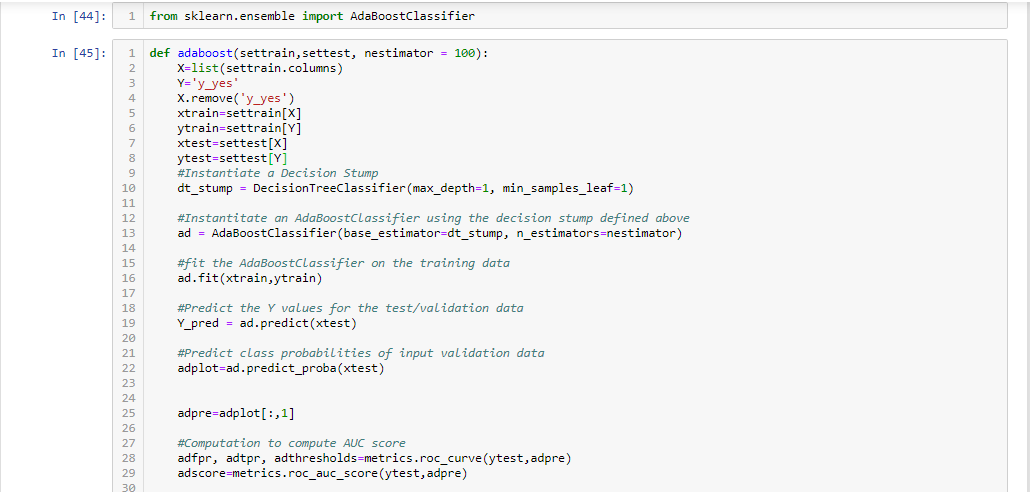 In [44]: 1 from sklearn.ensemble import AdaBoostClassifier
In [45]: 1 def adaboost(settrain,settest, nestimator = 100):
2     X=list(settrain.columns)
3     Y='y_yes'
4     X.remove('y_yes')
5     xtrain=settrain[X]
6     ytrain=settrain[Y]
7     xtest=settest[X]
8     ytest=settest[Y]
9     #Instantiate a Decision Stump
10     dt_stump = DecisionTreeClassifier(max_depth=1, min_samples_leaf=1)
11
12     #Instantitate an AdaBoostClassifier using the decision stump defined above
13     ad = AdaBoostClassifier(base_estimator=dt_stump, n_estimators=nestimator)
14
15     #fit the AdaBoostClassifier on the training data
16     ad.fit(xtrain,ytrain)
17
18     #Predict the Y values for the test/validation data
19     Y_pred = ad.predict(xtest)
20
21     #Predict class probabilities of input validation data
22     adplot=ad.predict_proba(xtest)
23
24
25     adpre=adplot[:,1]
26
27     #Computation to compute AUC score
28     adfpr, adtpr, adthresholds=metrics.roc_curve(ytest,adpre)
29     adscore=metrics.roc_auc_score(ytest,adpre)
30